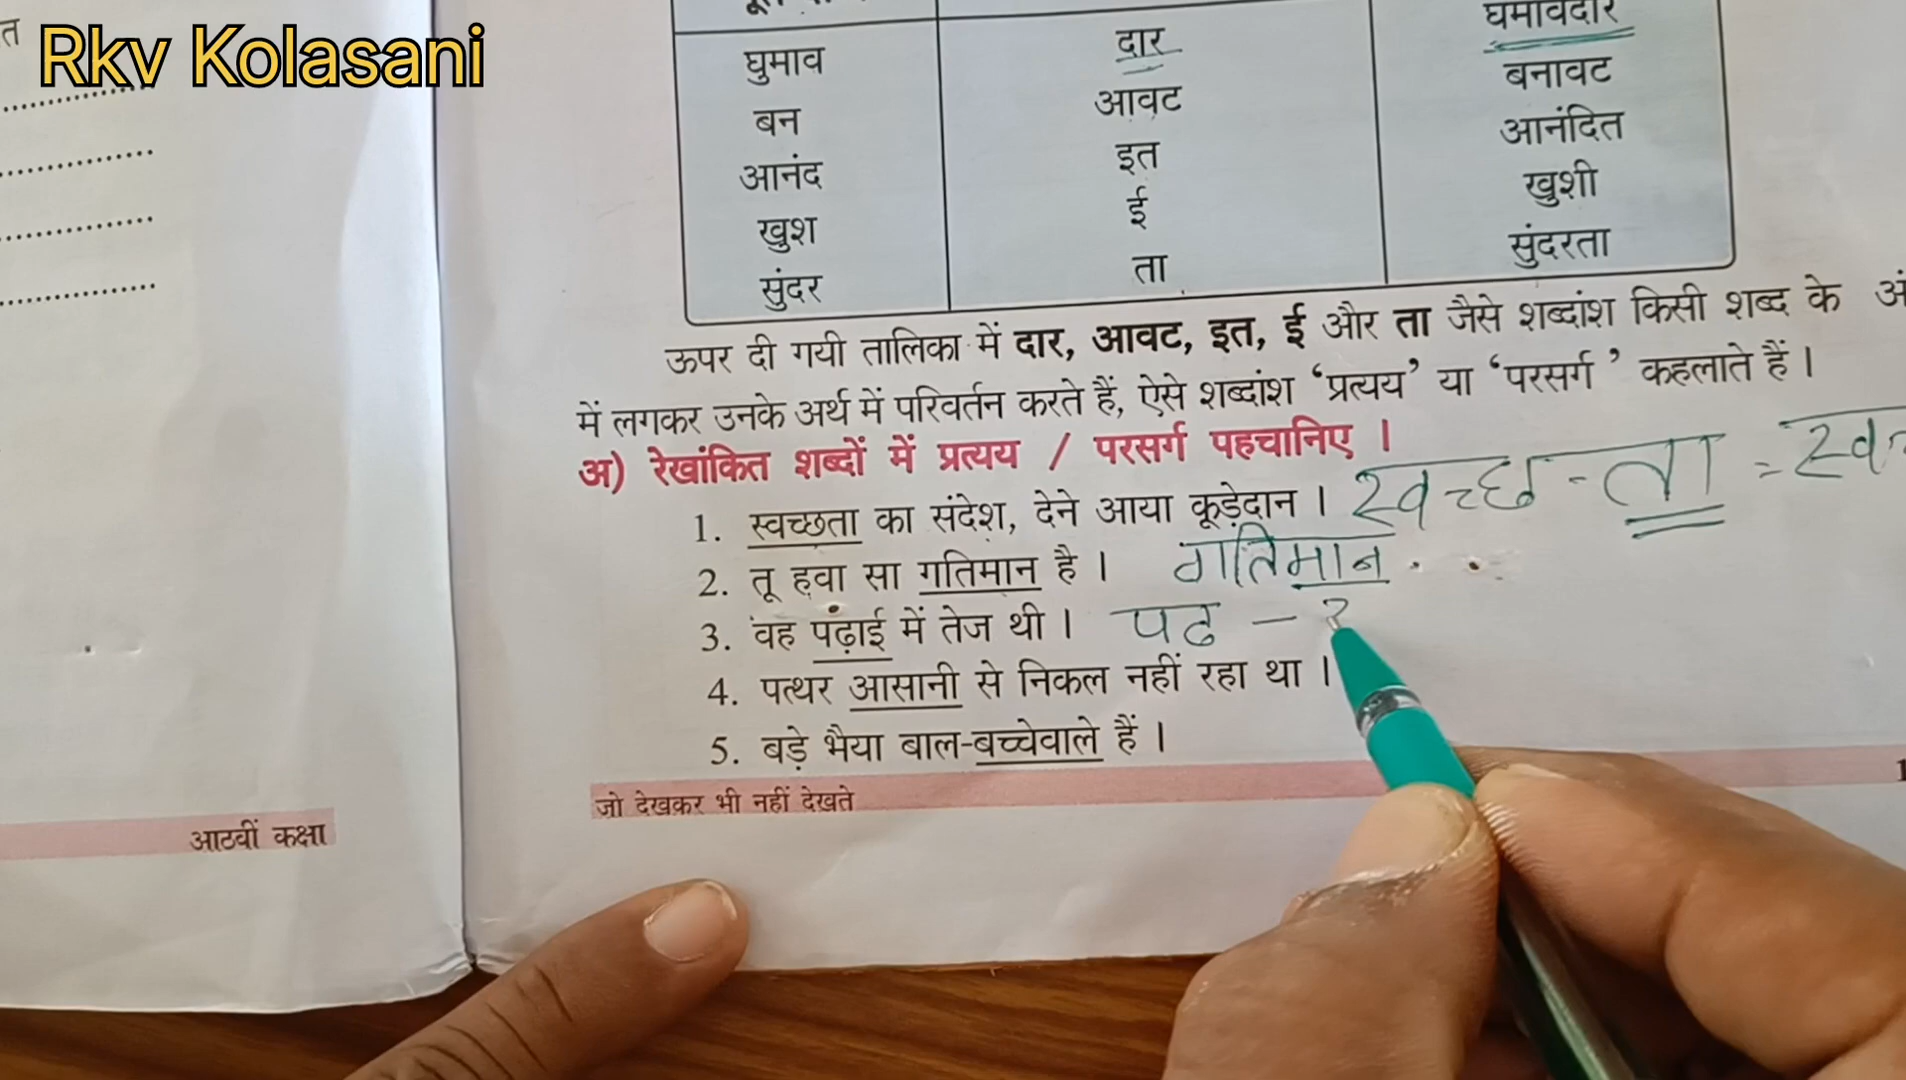 त
Rkv Kolasani
घुमाव दार घमावदार
बन आवट बनावट
आनंद इत आनंदित
खुश ई खुशी
सुंदर ता सुंदरता
ऊपर दी गयी तालिका में दार, आवट, इत, ई और ता जैसे शब्दांश किसी शब्द के अं
में लगकर उनके अर्थ में परिवर्तन करते हैं, ऐसे शब्दांश ‘प्रत्यय’ या ‘परसर्ग ’ कहलाते हैं ।
अ) रेखांकित शब्दों में प्रत्यय / परसर्ग पहचानिए ।
1. स्वच्छता का संदेश, देने आया कूड़ेदान । स्वच्छ - ता = स्व
2. तू हवा सा गतिमान है । गतिमान
3. वह पढ़ाई में तेज थी । पढ –
4. पत्थर आसानी से निकल नहीं रहा था ।
5. बड़े भैया बाल-बच्चेवाले हैं ।
जो देखकर भी नहीं देखते
आठवीं कक्षा